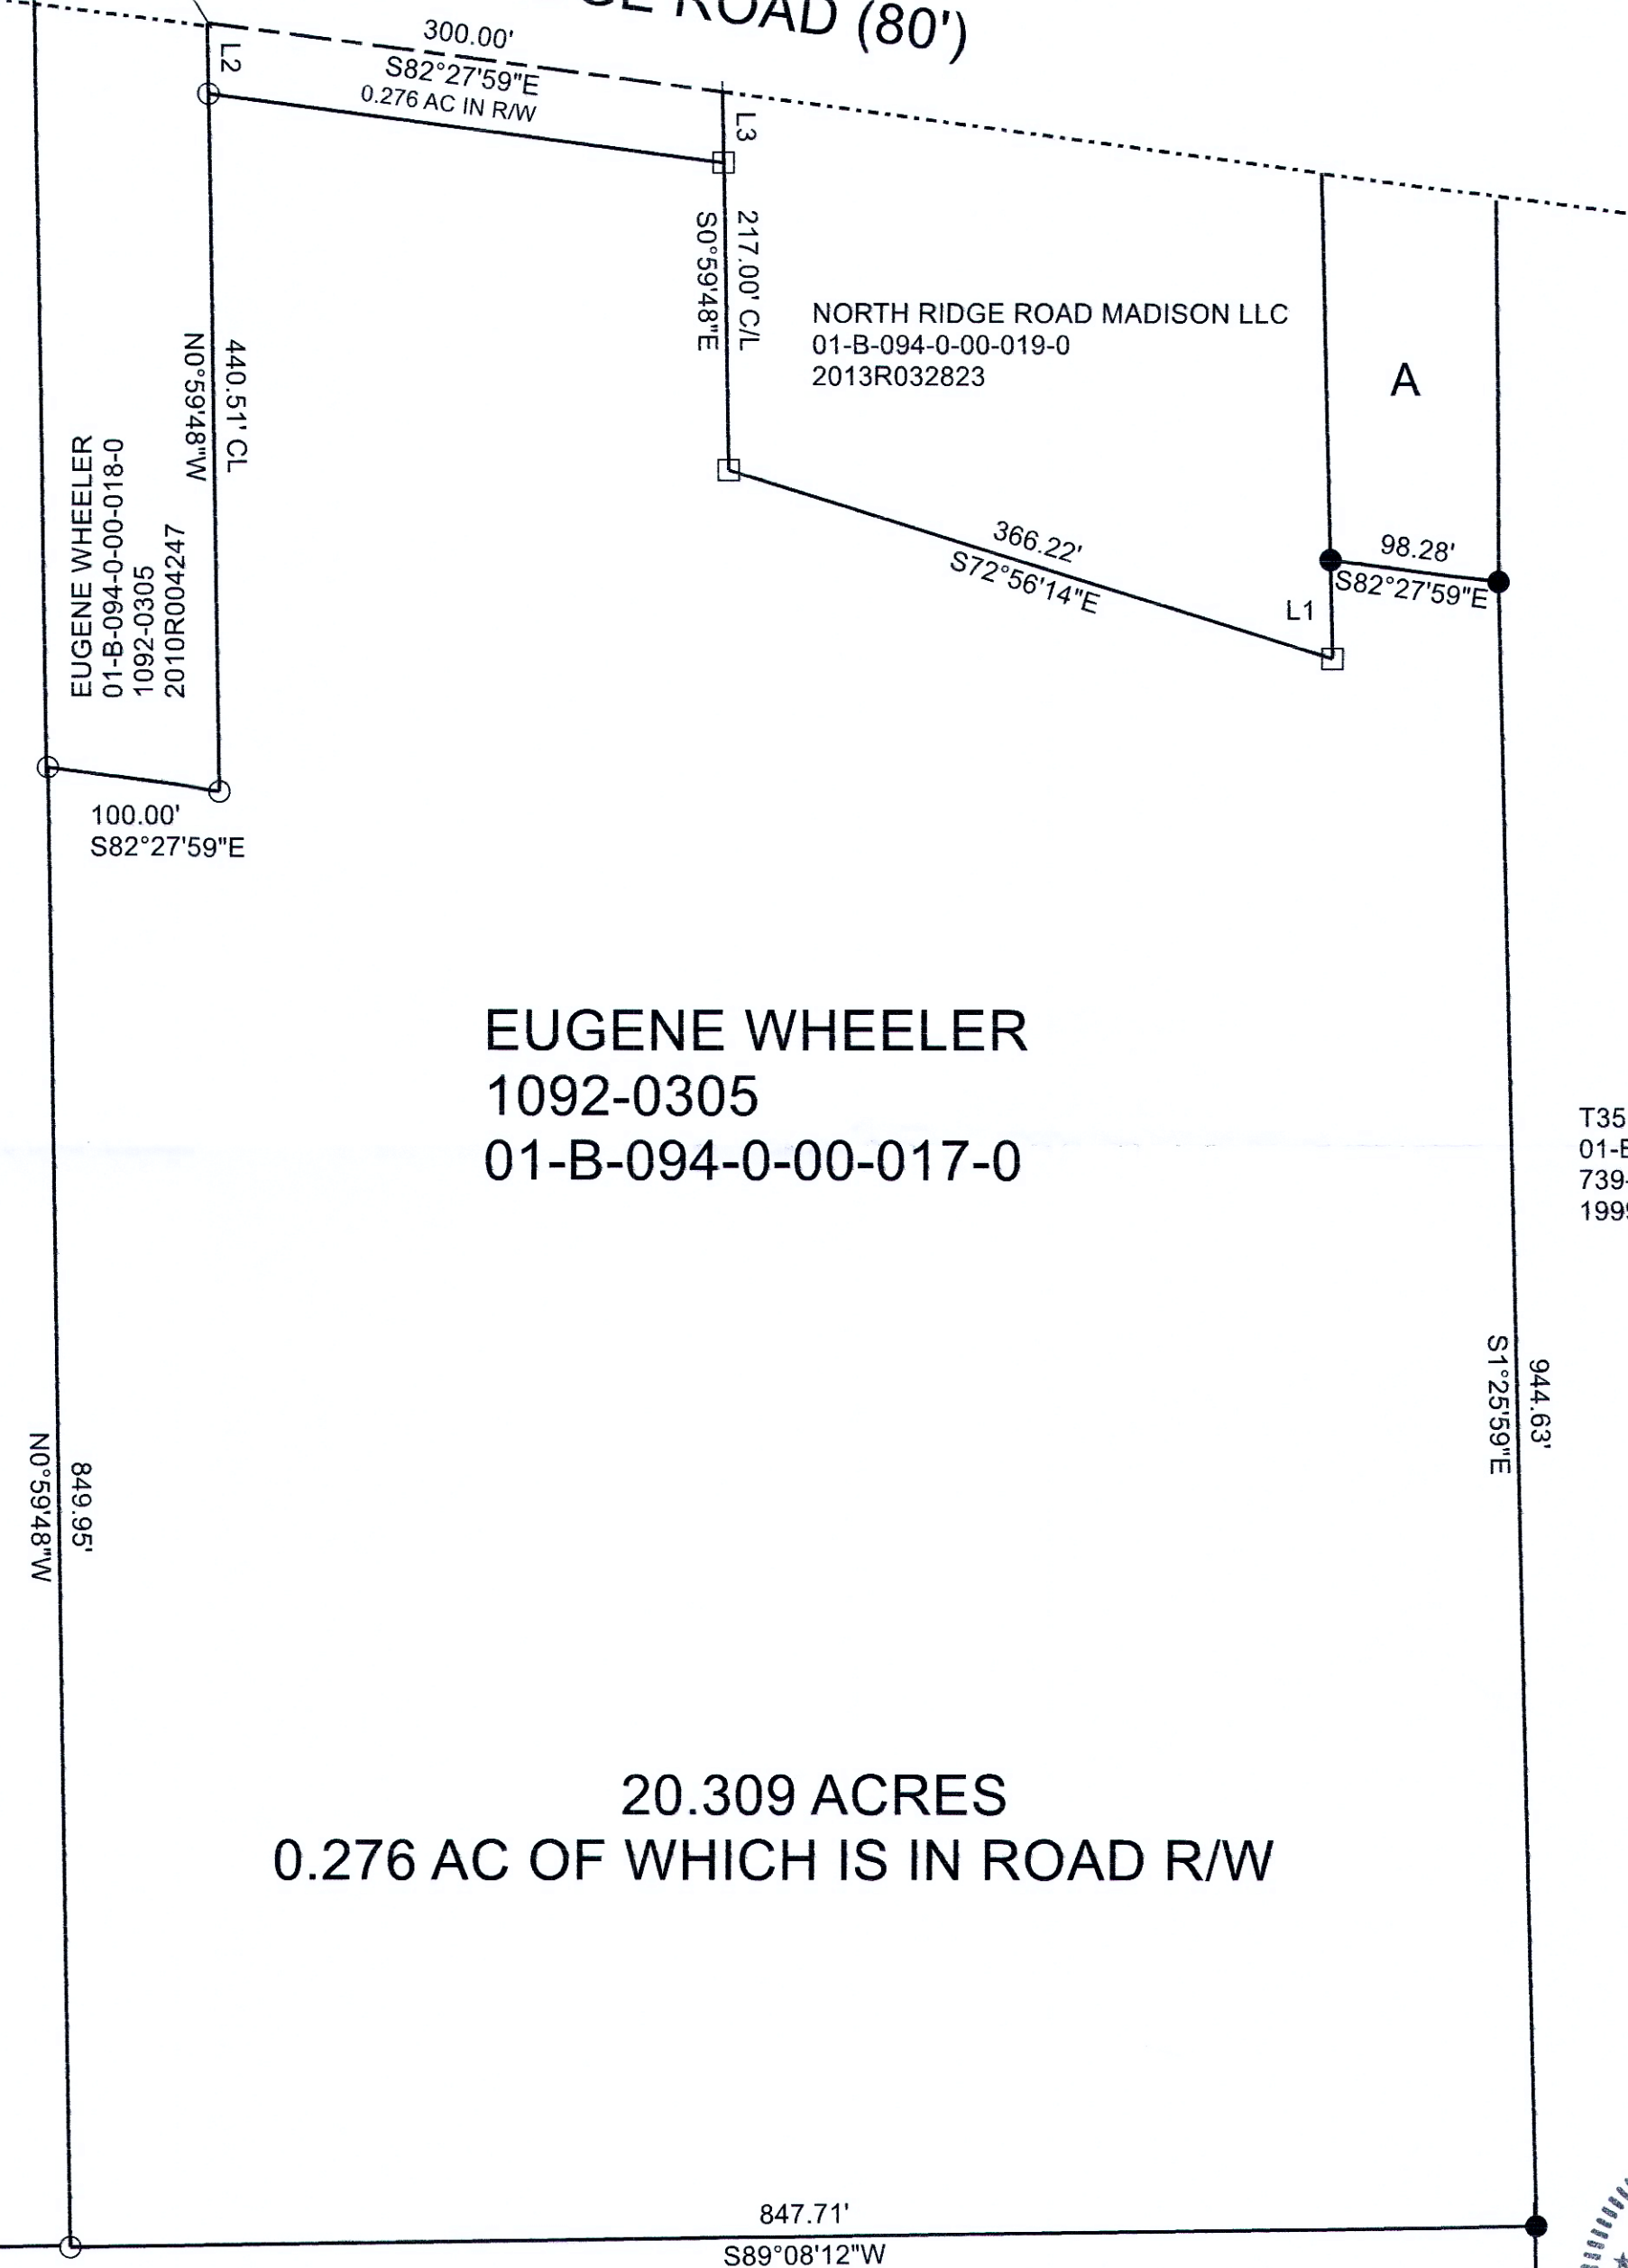 ROAD (80')
300.00'
S82°27'59"E
0.276 AC IN R/W
L2
L3
217.00' C/L
S0°59'48"E
NORTH RIDGE ROAD MADISON LLC
01-B-094-0-00-019-0
2013R032823
A
440.51' CL
N0°59'48"W
EUGENE WHEELER
01-B-094-0-00-018-0
1092-0305
2010R004247
366.22'
S72°56'14"E
98.28'
S82°27'59"E
L1
100.00'
S82°27'59"E
EUGENE WHEELER
1092-0305
01-B-094-0-00-017-0
T35
01-B
739-
1999
944.63'
S1°25'59"E
849.95'
N0°59'48"W
20.309 ACRES
0.276 AC OF WHICH IS IN ROAD R/W
847.71'
S89°08'12"W